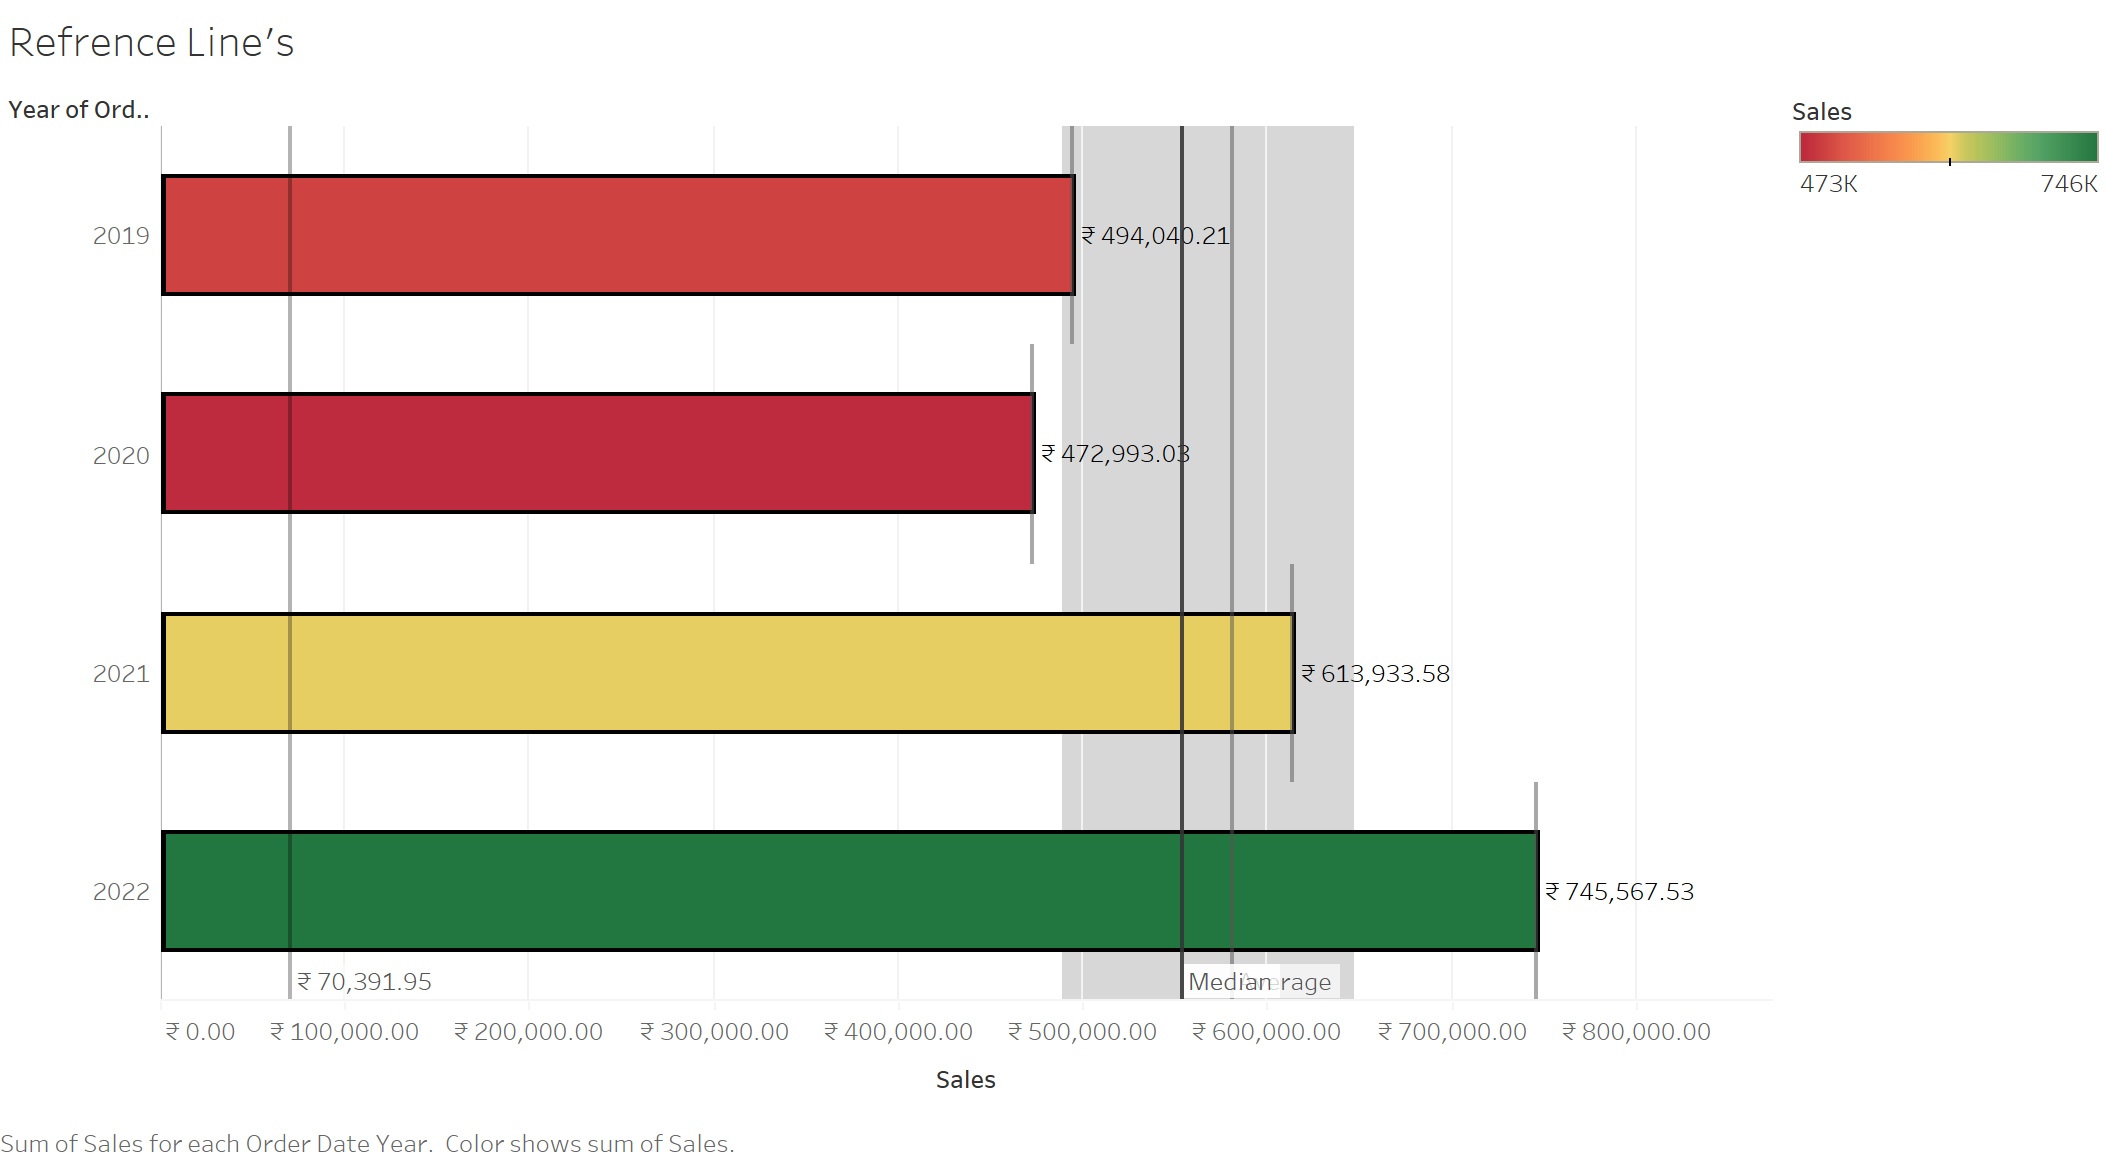 Refrence Line's
Year of Ord..
Sales
473K 746K
2019 ₹ 494,040.21
2020 ₹ 472,993.03
2021 ₹ 613,933.58
2022 ₹ 745,567.53
₹ 70,391.95 Median
₹ 0.00 ₹ 100,000.00 ₹ 200,000.00 ₹ 300,000.00 ₹ 400,000.00 ₹ 500,000.00 ₹ 600,000.00 ₹ 700,000.00 ₹ 800,000.00
Sales
Sum of Sales for each Order Date Year. Color shows sum of Sales.